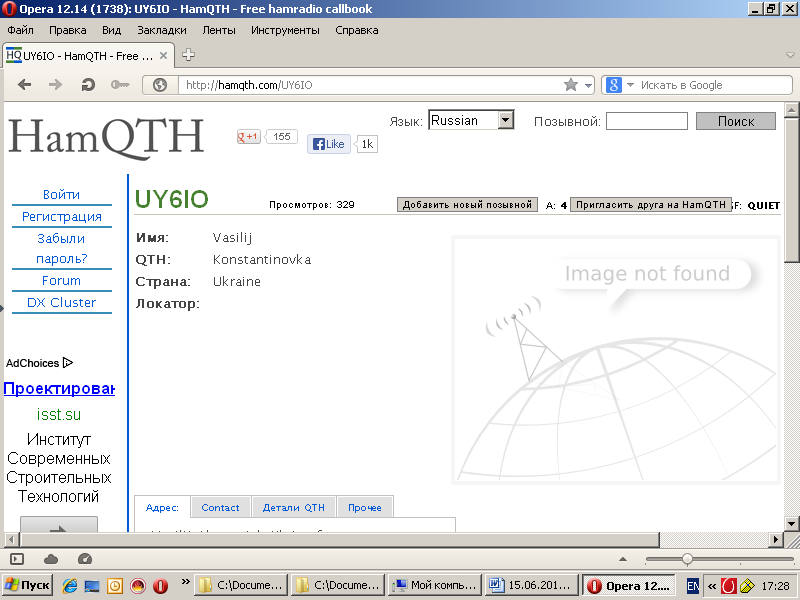 Opera 12.14 (1738): UY6IO - HamQTH - Free hamradio callbook
Файл Правка Вид Закладки Ленты Инструменты Справка
HQ UY6IO - HamQTH - Free ...
http://hamqth.com/UY6IO
8 Искать в Google
HamQTH
g +1 155
Like 1k
Язык: Russian Позывной: Поиск
Войти
Регистрация
Забыли
пароль?
Forum
DX Cluster
UY6IO Просмотров: 329 Добавить новый позывной A: 4 Пригласить друга на HamQTH F: QUIET
Имя: Vasilij
QTH: Konstantinovka
Страна: Ukraine
Локатор:
Image not found
AdChoices
Проектирован
isst.su
Институт
Современных
Строительных
Технологий
Адрес: Contact Детали QTH Прочее
Пуск
C:\Docume...
C:\Docume...
Мой компь...
15.06.201...
Opera 12....
EN
17:28